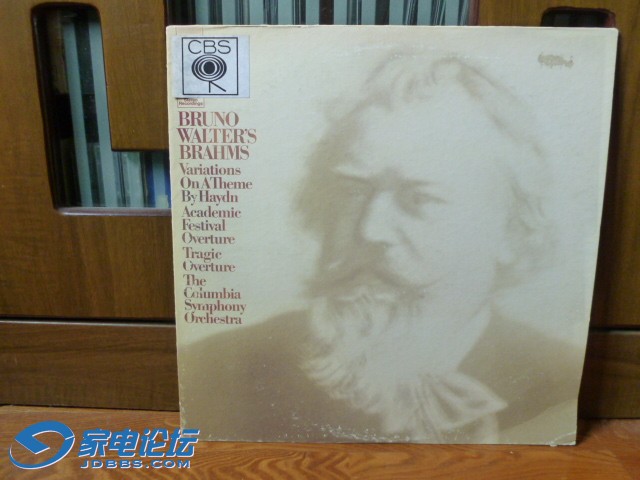 CBS
Recordings
BRUNO
WALTER'S
BRAHMS
Variations
On A Theme
By Haydn
Academic
Festival
Overture
Tragic
Overture
The
Columbia
Symphony
Orchestra
家电论坛
JDBBS.COM